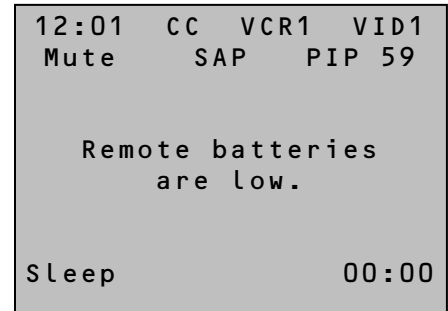 12:01 CC VCR1 VID1
Mute SAP PIP 59
Remote batteries
are low.
Sleep 00:00